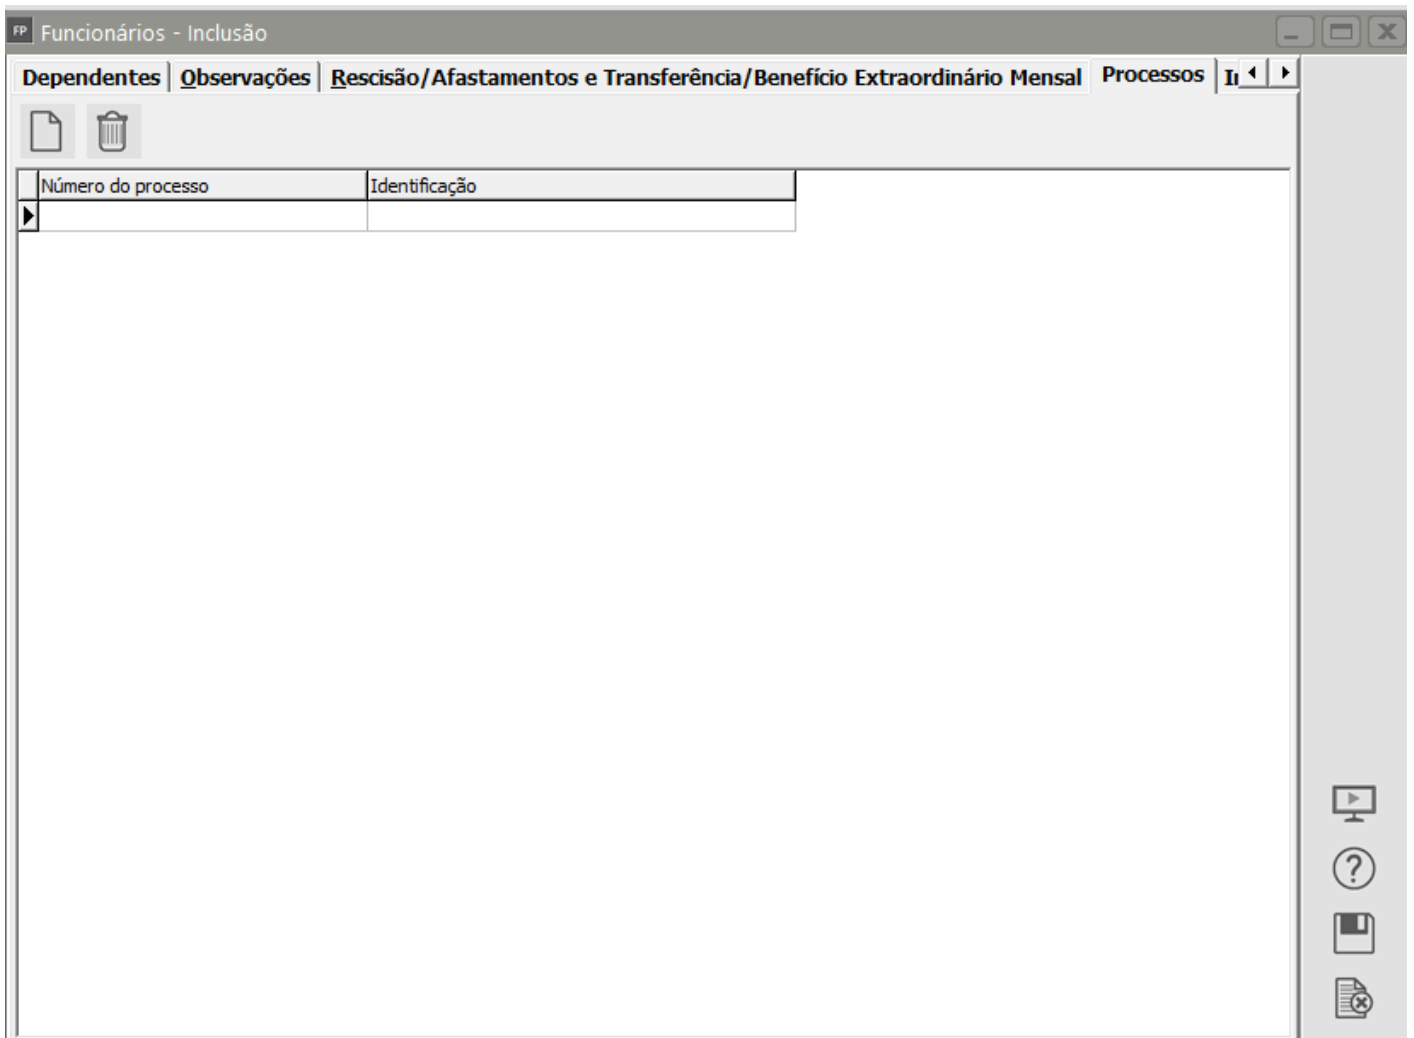 FP Funcionários - Inclusão
Dependentes Observações Rescisão/Afastamentos e Transferência/Benefício Extraordinário Mensal Processos
Número do processo Identificação
?